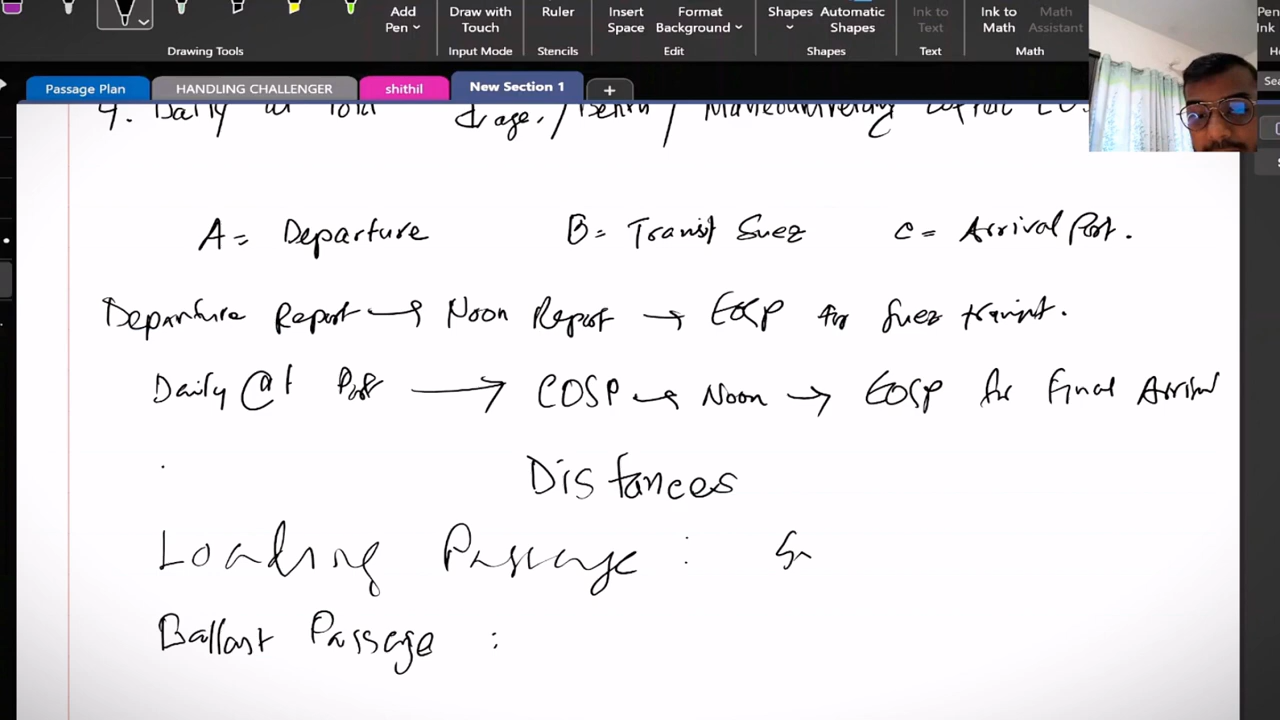 Add Pen
Draw with Touch
Ruler
Insert Space
Format Background
Shapes
Automatic Shapes
Ink to Text
Ink to Math
Math Assistant
Drawing Tools
Input Mode
Stencils
Edit
Shapes
Text
Math
Passage Plan
HANDLING CHALLENGER
shithil
New Section 1
+
4. Daily at
A = Departure B = Transit Suez C = Arrival Port.
Departure Report → Noon Report → EOSP for Suez transit.
Daily @ Port → COSP → Noon → EOSP for Final Arrival
Distances
Loading Passage :
Ballast Passage :